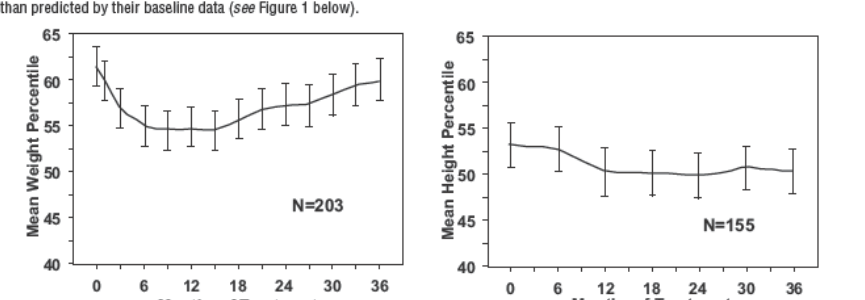 than predicted by their baseline data (see Figure 1 below).
65
60
55
50
45
40
Mean Weight Percentile
N=203
0 6 12 18 24 30 36
65
60
55
50
45
40
Mean Height Percentile
N=155
0 6 12 18 24 30 36